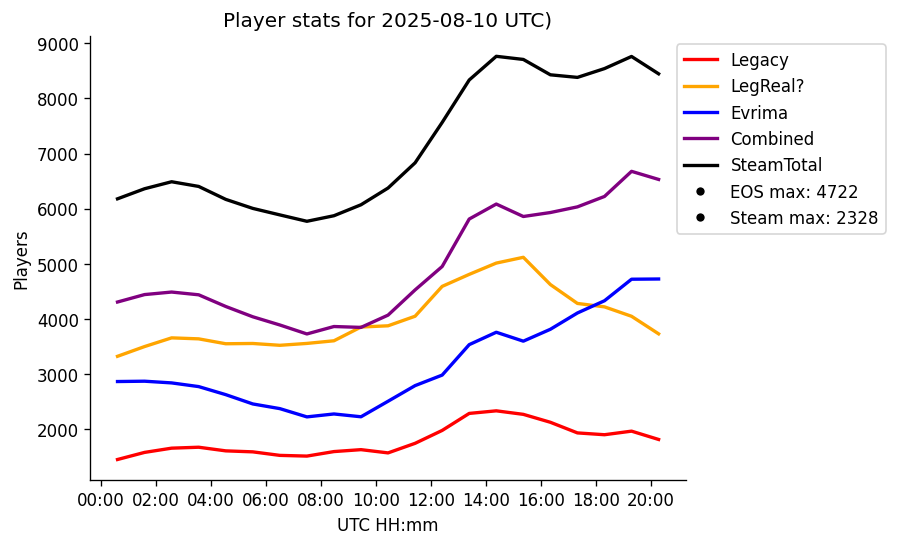 Player stats for 2025-08-10 UTC)
9000
8000
7000
6000
5000
4000
3000
2000
Players
00:00 02:00 04:00 06:00 08:00 10:00 12:00 14:00 16:00 18:00 20:00
UTC HH:mm
Legacy
LegReal?
Evrima
Combined
SteamTotal
EOS max: 4722
Steam max: 2328